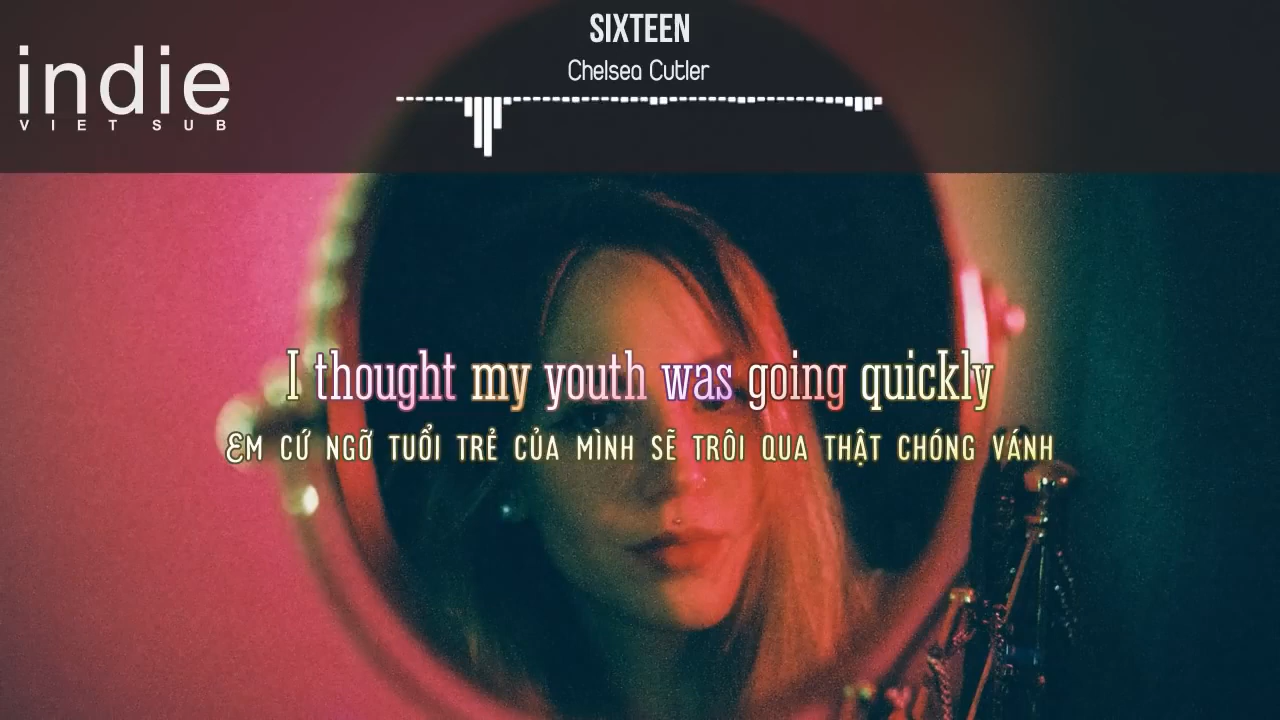 SIXTEEN
Chelsea Cutler
indie
VIET SUB
I thought my youth was going quickly
EM CỨ NGỠ TUỔI TRẺ CỦA MÌNH SẼ TRÔI QUA THẬT CHÓNG VÁNH